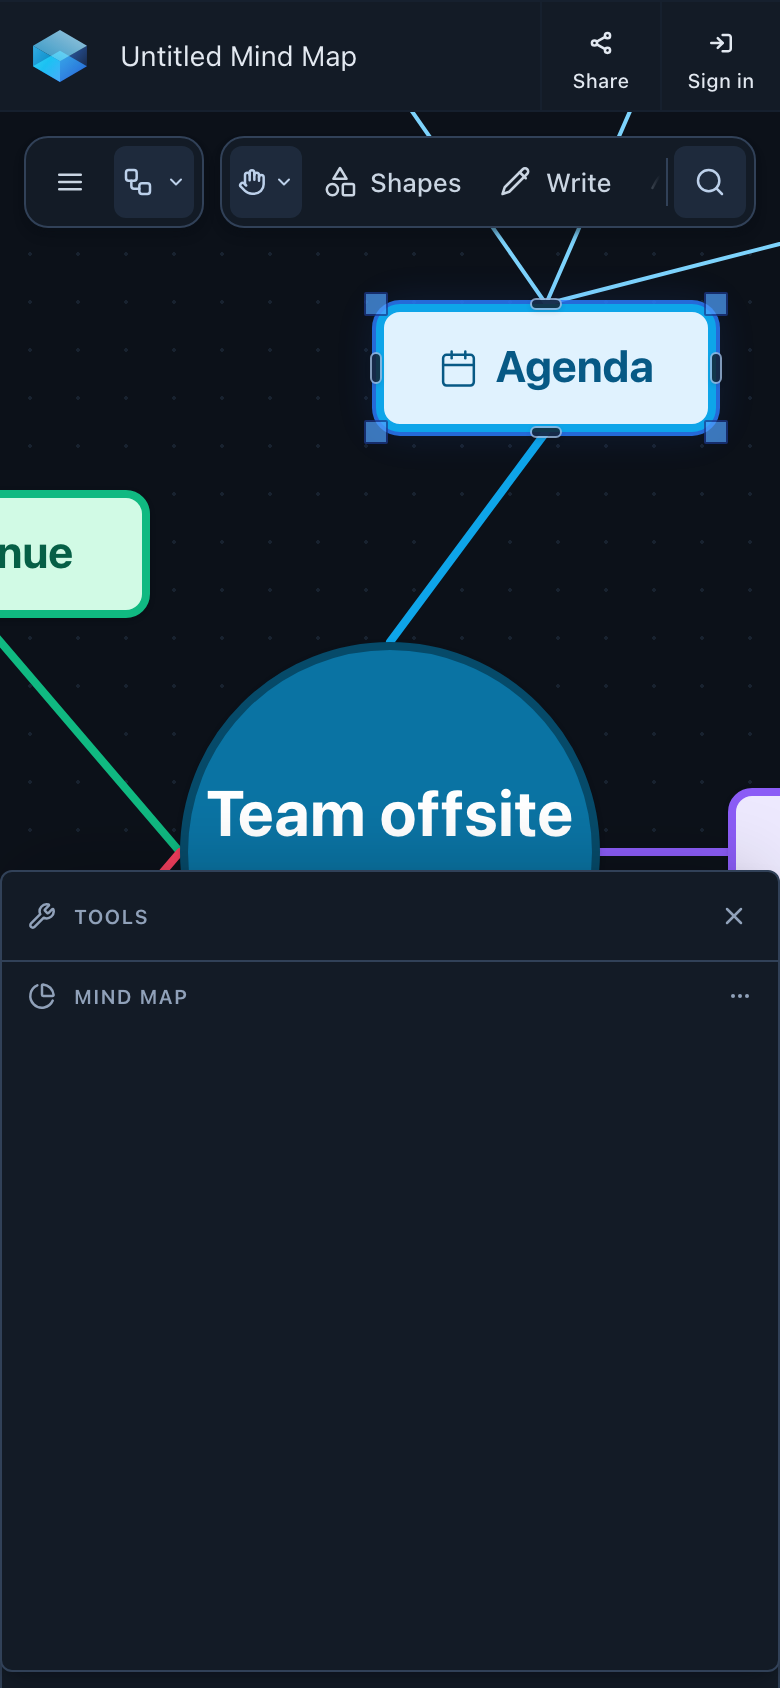 Untitled Mind Map
Share
Sign in
Shapes
Write
Agenda
nue
Team offsite
TOOLS
MIND MAP